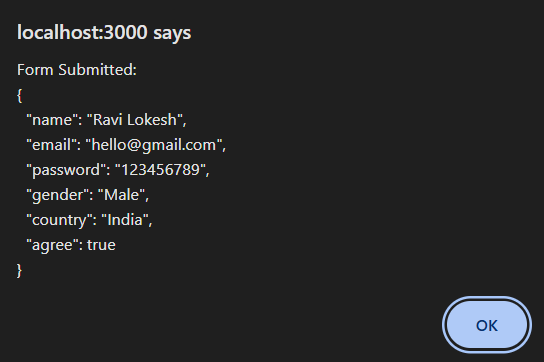 localhost:3000 says
Form Submitted:
{
  "name": "Ravi Lokesh",
  "email": "hello@gmail.com",
  "password": "123456789",
  "gender": "Male",
  "country": "India",
  "agree": true
}
OK